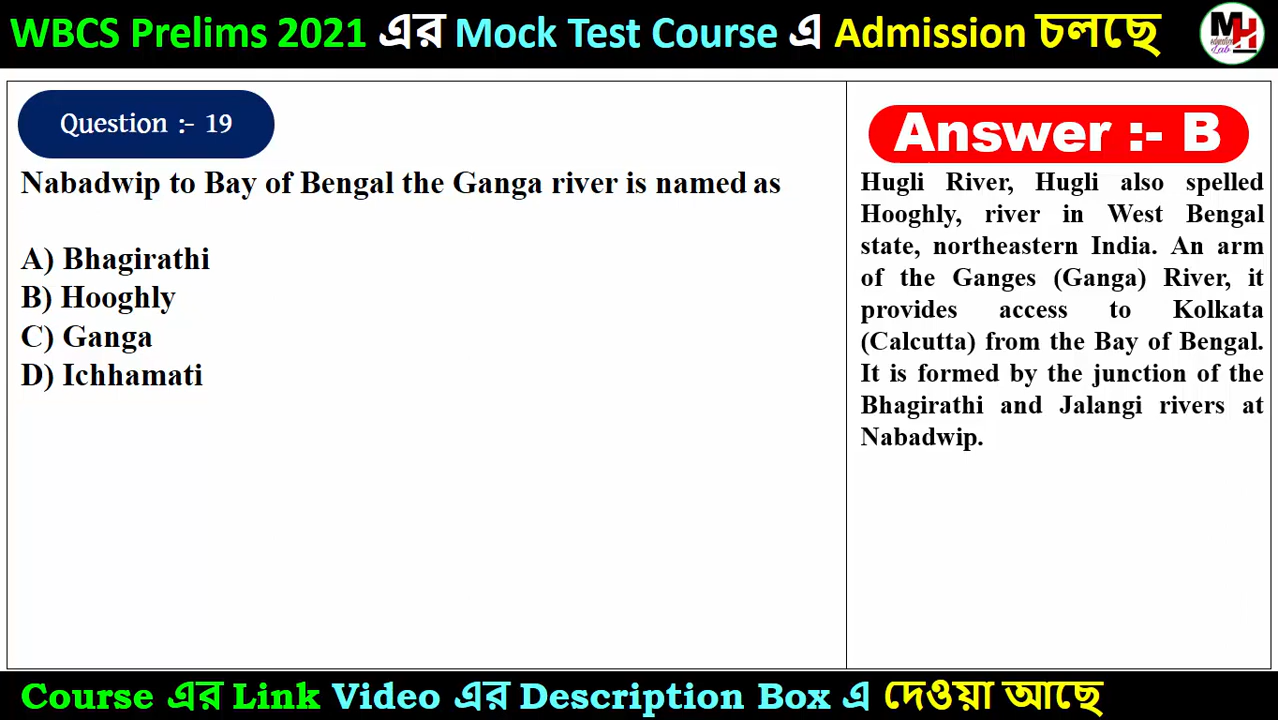 WBCS Prelims 2021 এর Mock Test Course এ Admission চলছে
MH
education
Lab
Question :- 19
Nabadwip to Bay of Bengal the Ganga river is named as
A) Bhagirathi
B) Hooghly
C) Ganga
D) Ichhamati
Answer :- B
Hugli River, Hugli also spelled
Hooghly, river in West Bengal
state, northeastern India. An arm
of the Ganges (Ganga) River, it
provides access to Kolkata
(Calcutta) from the Bay of Bengal.
It is formed by the junction of the
Bhagirathi and Jalangi rivers at
Nabadwip.
Course এর Link Video এর Description Box এ দেওয়া আছে